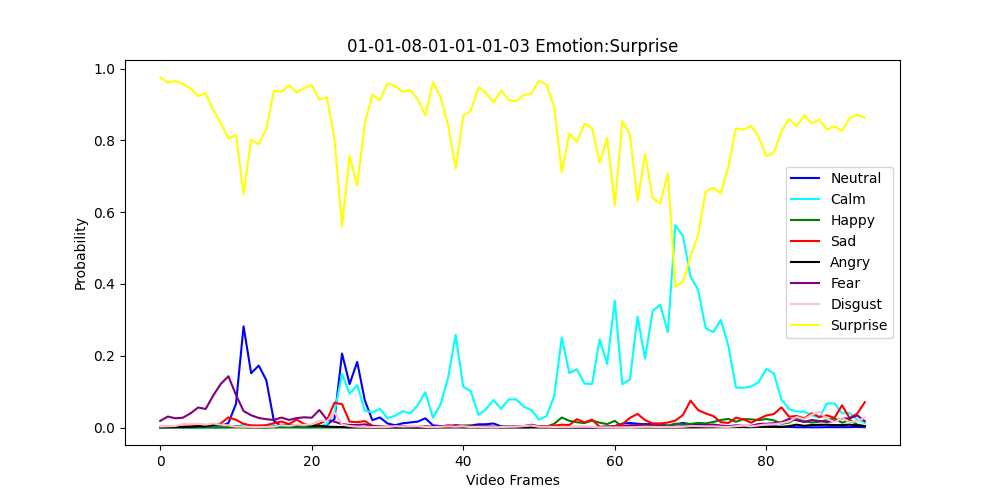 01-01-08-01-01-01-03 Emotion:Surprise
Probability
1.0
0.8
0.6
0.4
0.2
0.0
0
20
40
60
80
Video Frames
Neutral
Calm
Happy
Sad
Angry
Fear
Disgust
Surprise